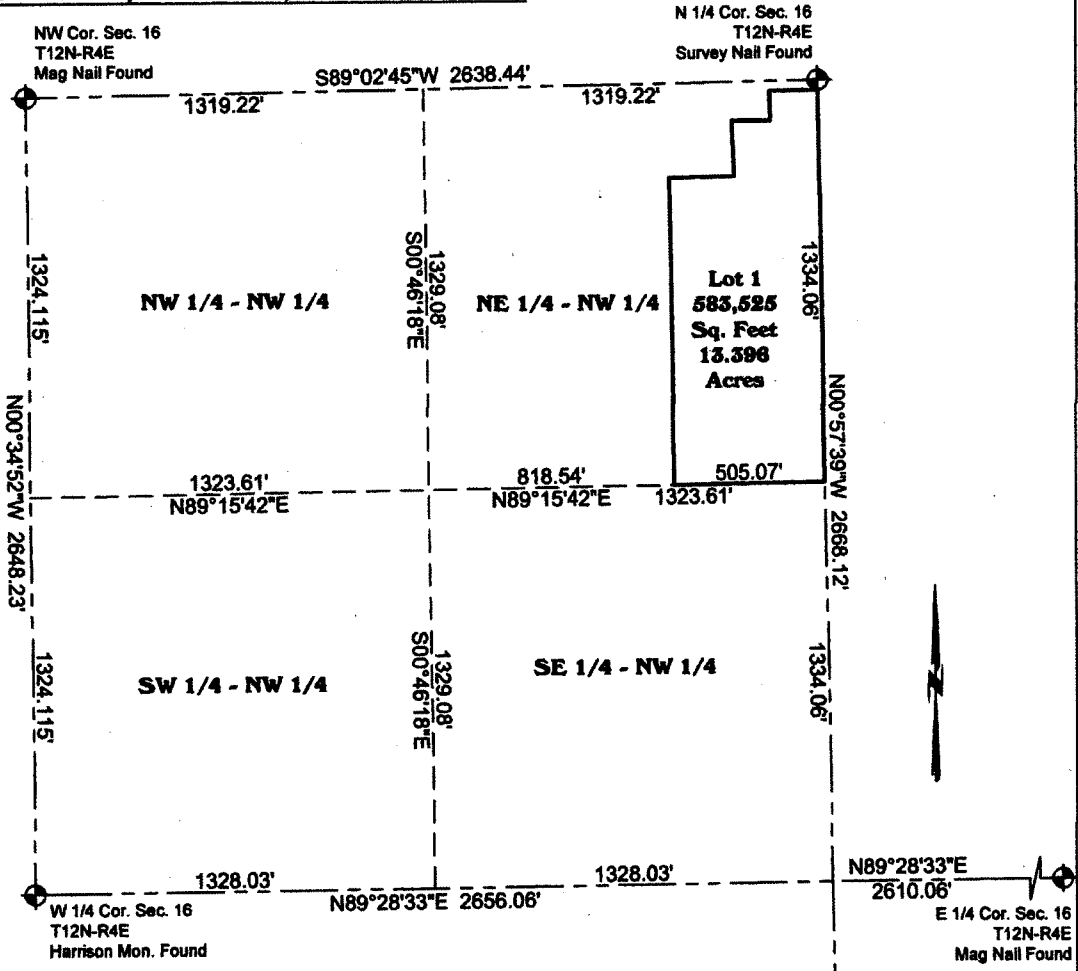 NW Cor. Sec. 16
T12N-R4E
Mag Nail Found
N 1/4 Cor. Sec. 16
T12N-R4E
Survey Nail Found
S89°02'45"W 2638.44'
1319.22'
1319.22'
1324.115'
N00°34'52"W 2648.23'
1324.115'
NW 1/4 - NW 1/4
1329.08'
S00°46'18"E
NE 1/4 - NW 1/4
Lot 1
583,525
Sq. Feet
13.396
Acres
1334.06'
N00°57'39"W 2668.12'
1334.06'
1323.61'
N89°15'42"E
818.54'
N89°15'42"E
505.07'
1323.61'
SW 1/4 - NW 1/4
1329.08'
S00°46'18"E
SE 1/4 - NW 1/4
N
1328.03'
1328.03'
N89°28'33"E 2656.06'
N89°28'33"E
2610.06'
W 1/4 Cor. Sec. 16
T12N-R4E
Harrison Mon. Found
E 1/4 Cor. Sec. 16
T12N-R4E
Mag Nail Found